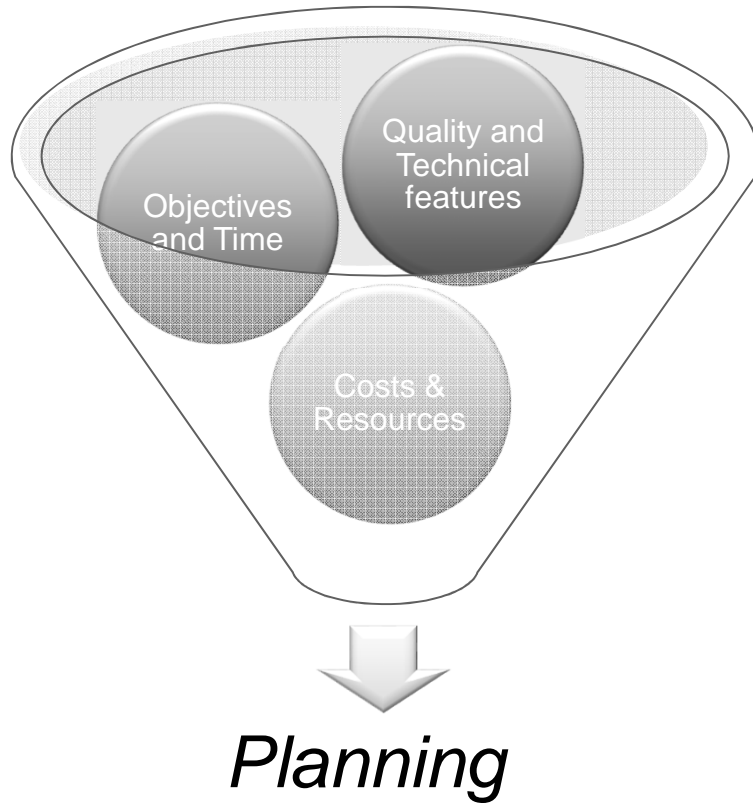 Quality and
Technical
features
Objectives
and Time
Costs &
Resources
Planning